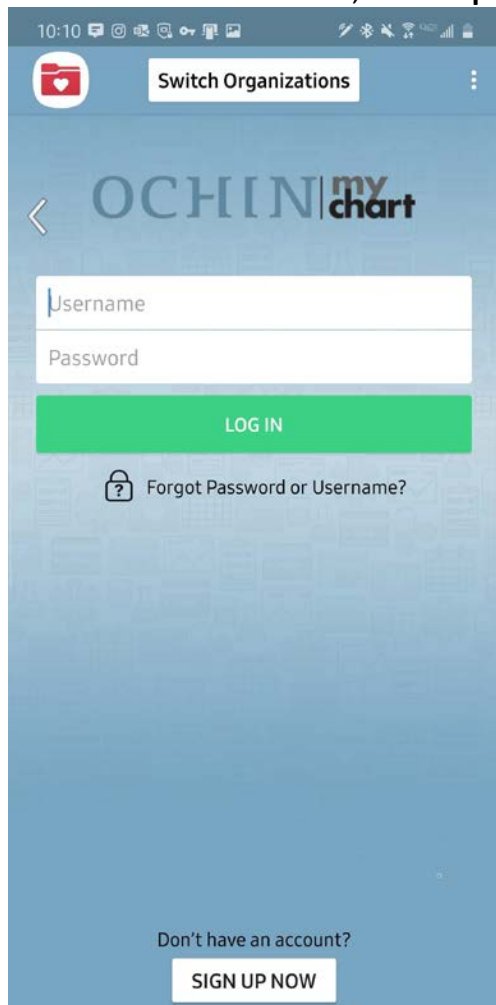 10:10
Switch Organizations
OCHIN my
chart
Username
Password
LOG IN
Forgot Password or Username?
Don't have an account?
SIGN UP NOW